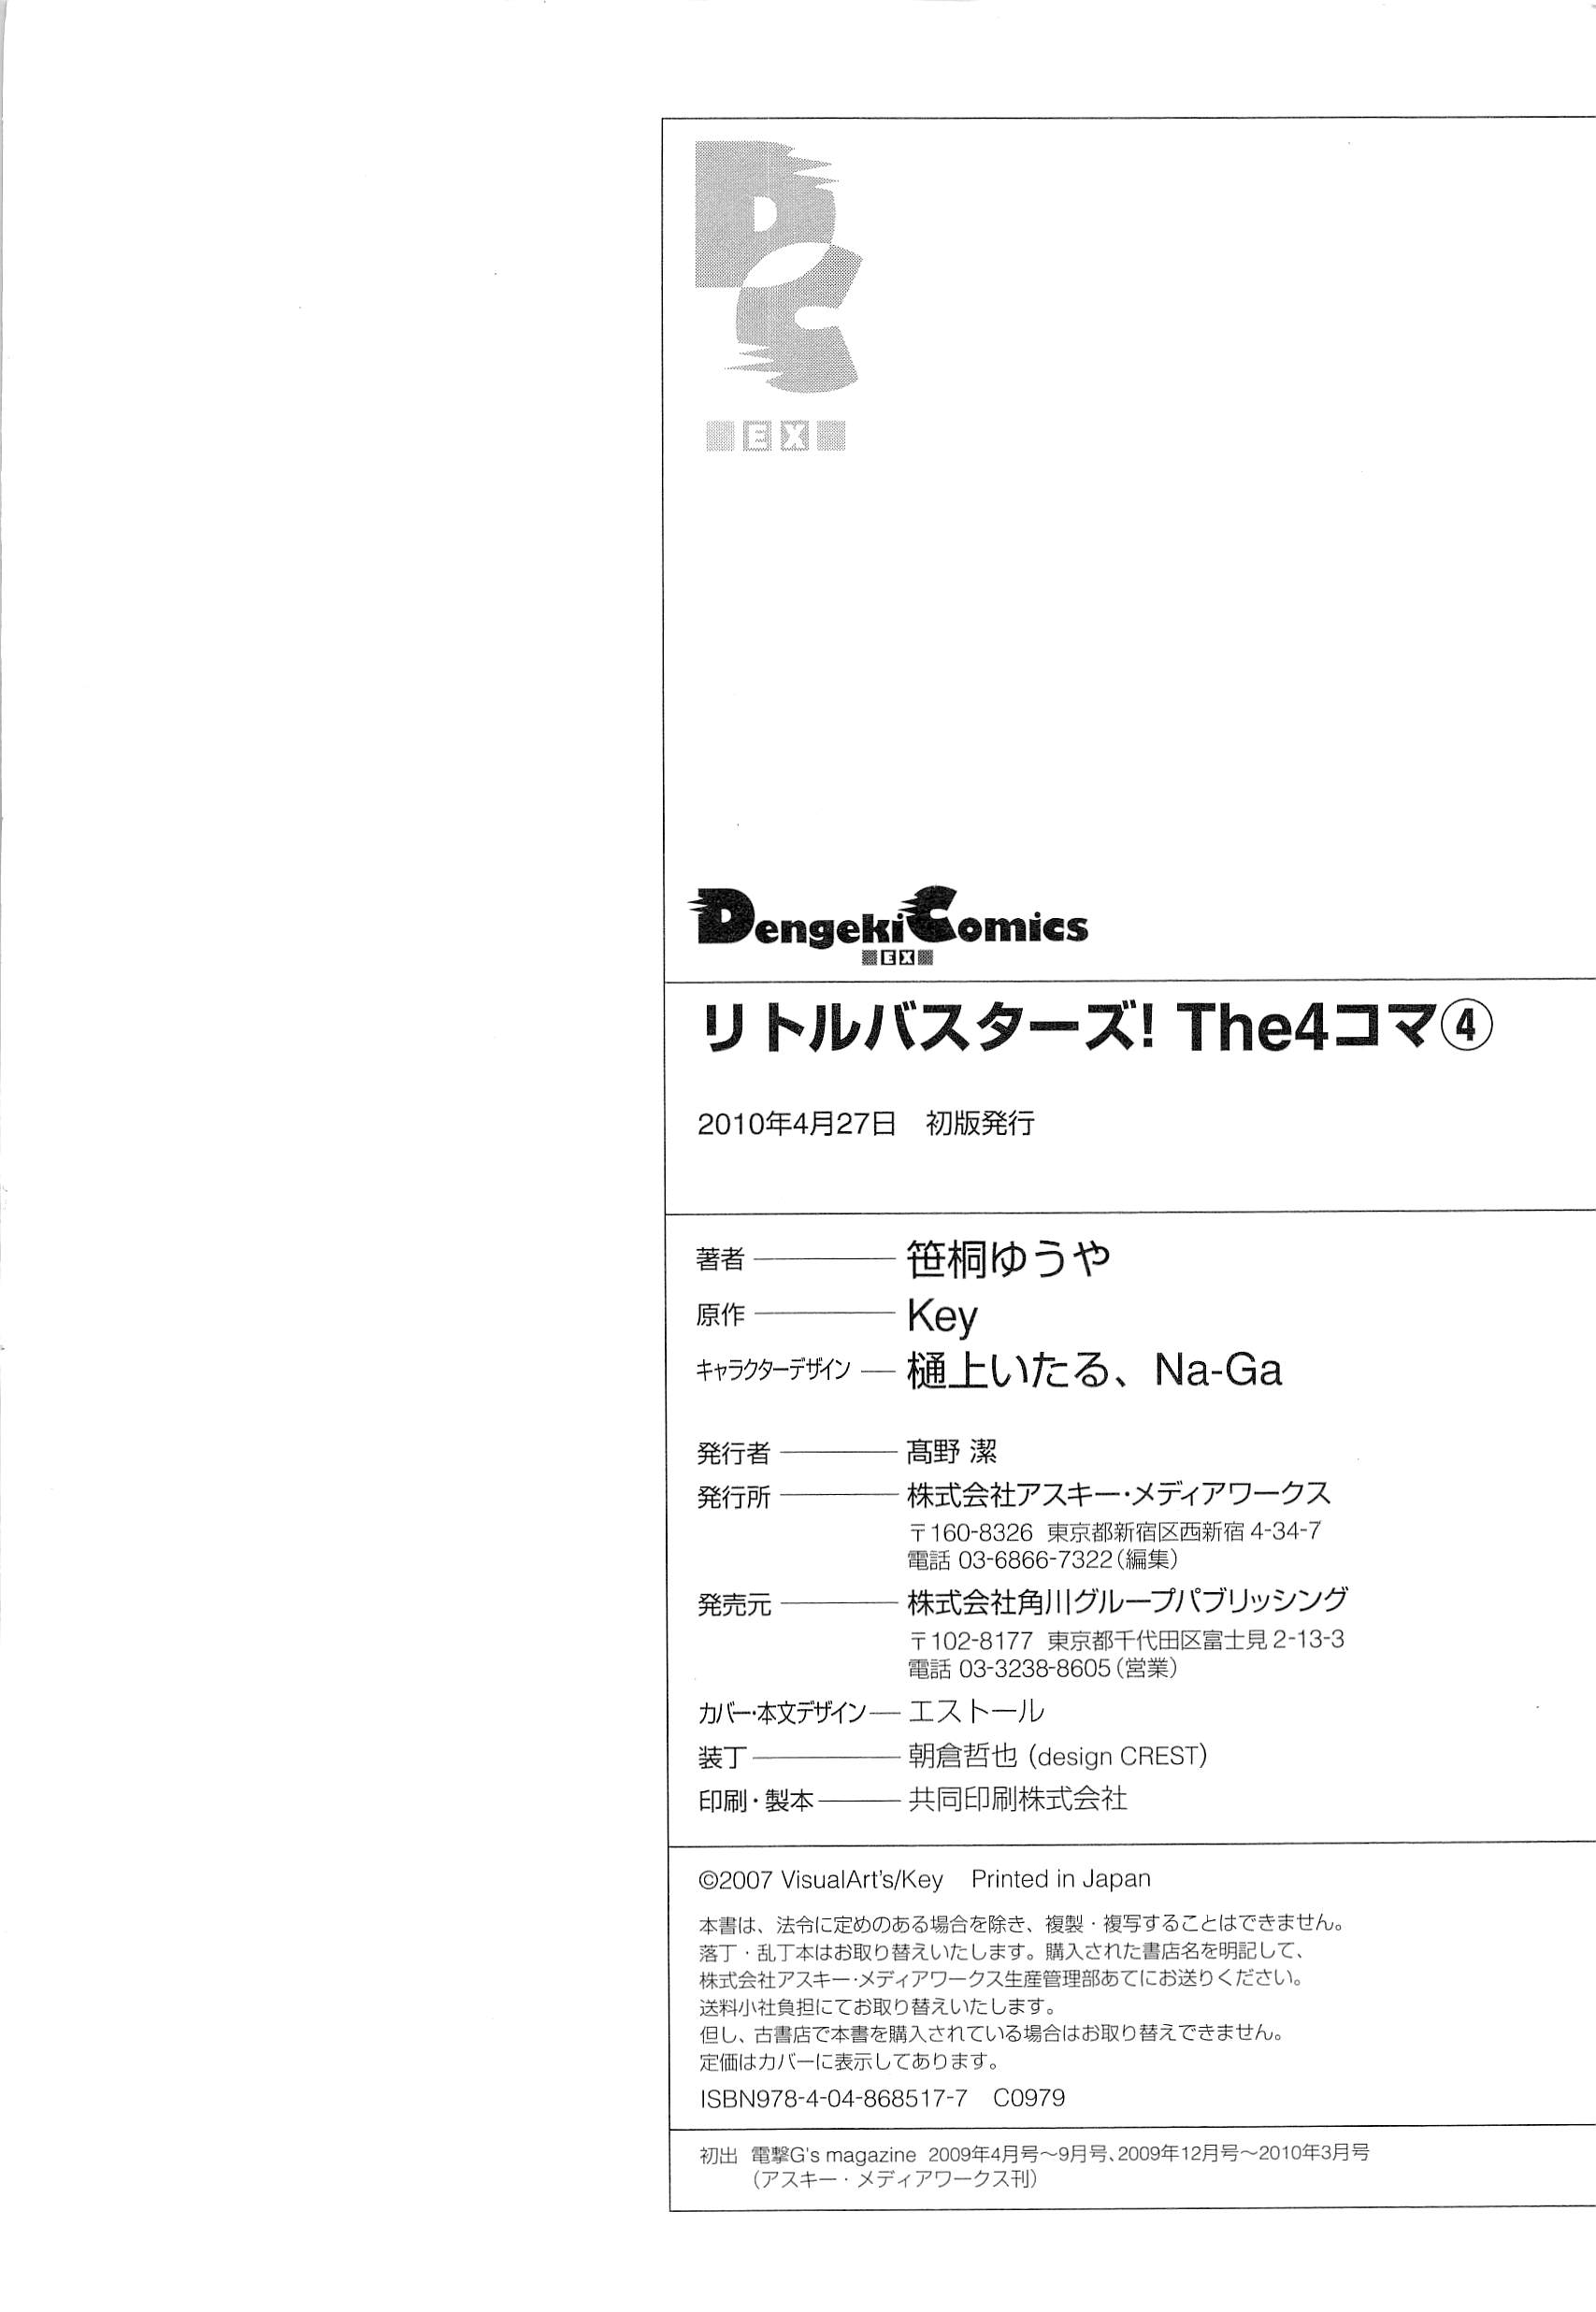 DC
EX
Dengeki Comics
EX
リトルバスターズ! The4コマ④
2010年4月27日　初版発行
著者 ――― 笹桐ゆうや
原作 ――― Key
キャラクターデザイン ― 樋上いたる、Na-Ga
発行者 ――― 髙野 潔
発行所 ――― 株式会社アスキー・メディアワークス
〒160-8326 東京都新宿区西新宿4-34-7
電話 03-6866-7322（編集）
発売元 ――― 株式会社角川グループパブリッシング
〒102-8177 東京都千代田区富士見2-13-3
電話 03-3238-8605（営業）
カバー・本文デザイン ― エストール
装丁 ――― 朝倉哲也（design CREST）
印刷・製本 ―― 共同印刷株式会社
©2007 VisualArt's/Key　Printed in Japan
本書は、法令に定めのある場合を除き、複製・複写することはできません。
落丁・乱丁本はお取り替えいたします。購入された書店名を明記して、
株式会社アスキー・メディアワークス生産管理部あてにお送りください。
送料小社負担にてお取り替えいたします。
但し、古書店で本書を購入されている場合はお取り替えできません。
定価はカバーに表示してあります。
ISBN978-4-04-868517-7　C0979
初出 電撃G's magazine 2009年4月号～9月号、2009年12月号～2010年3月号
（アスキー・メディアワークス刊）